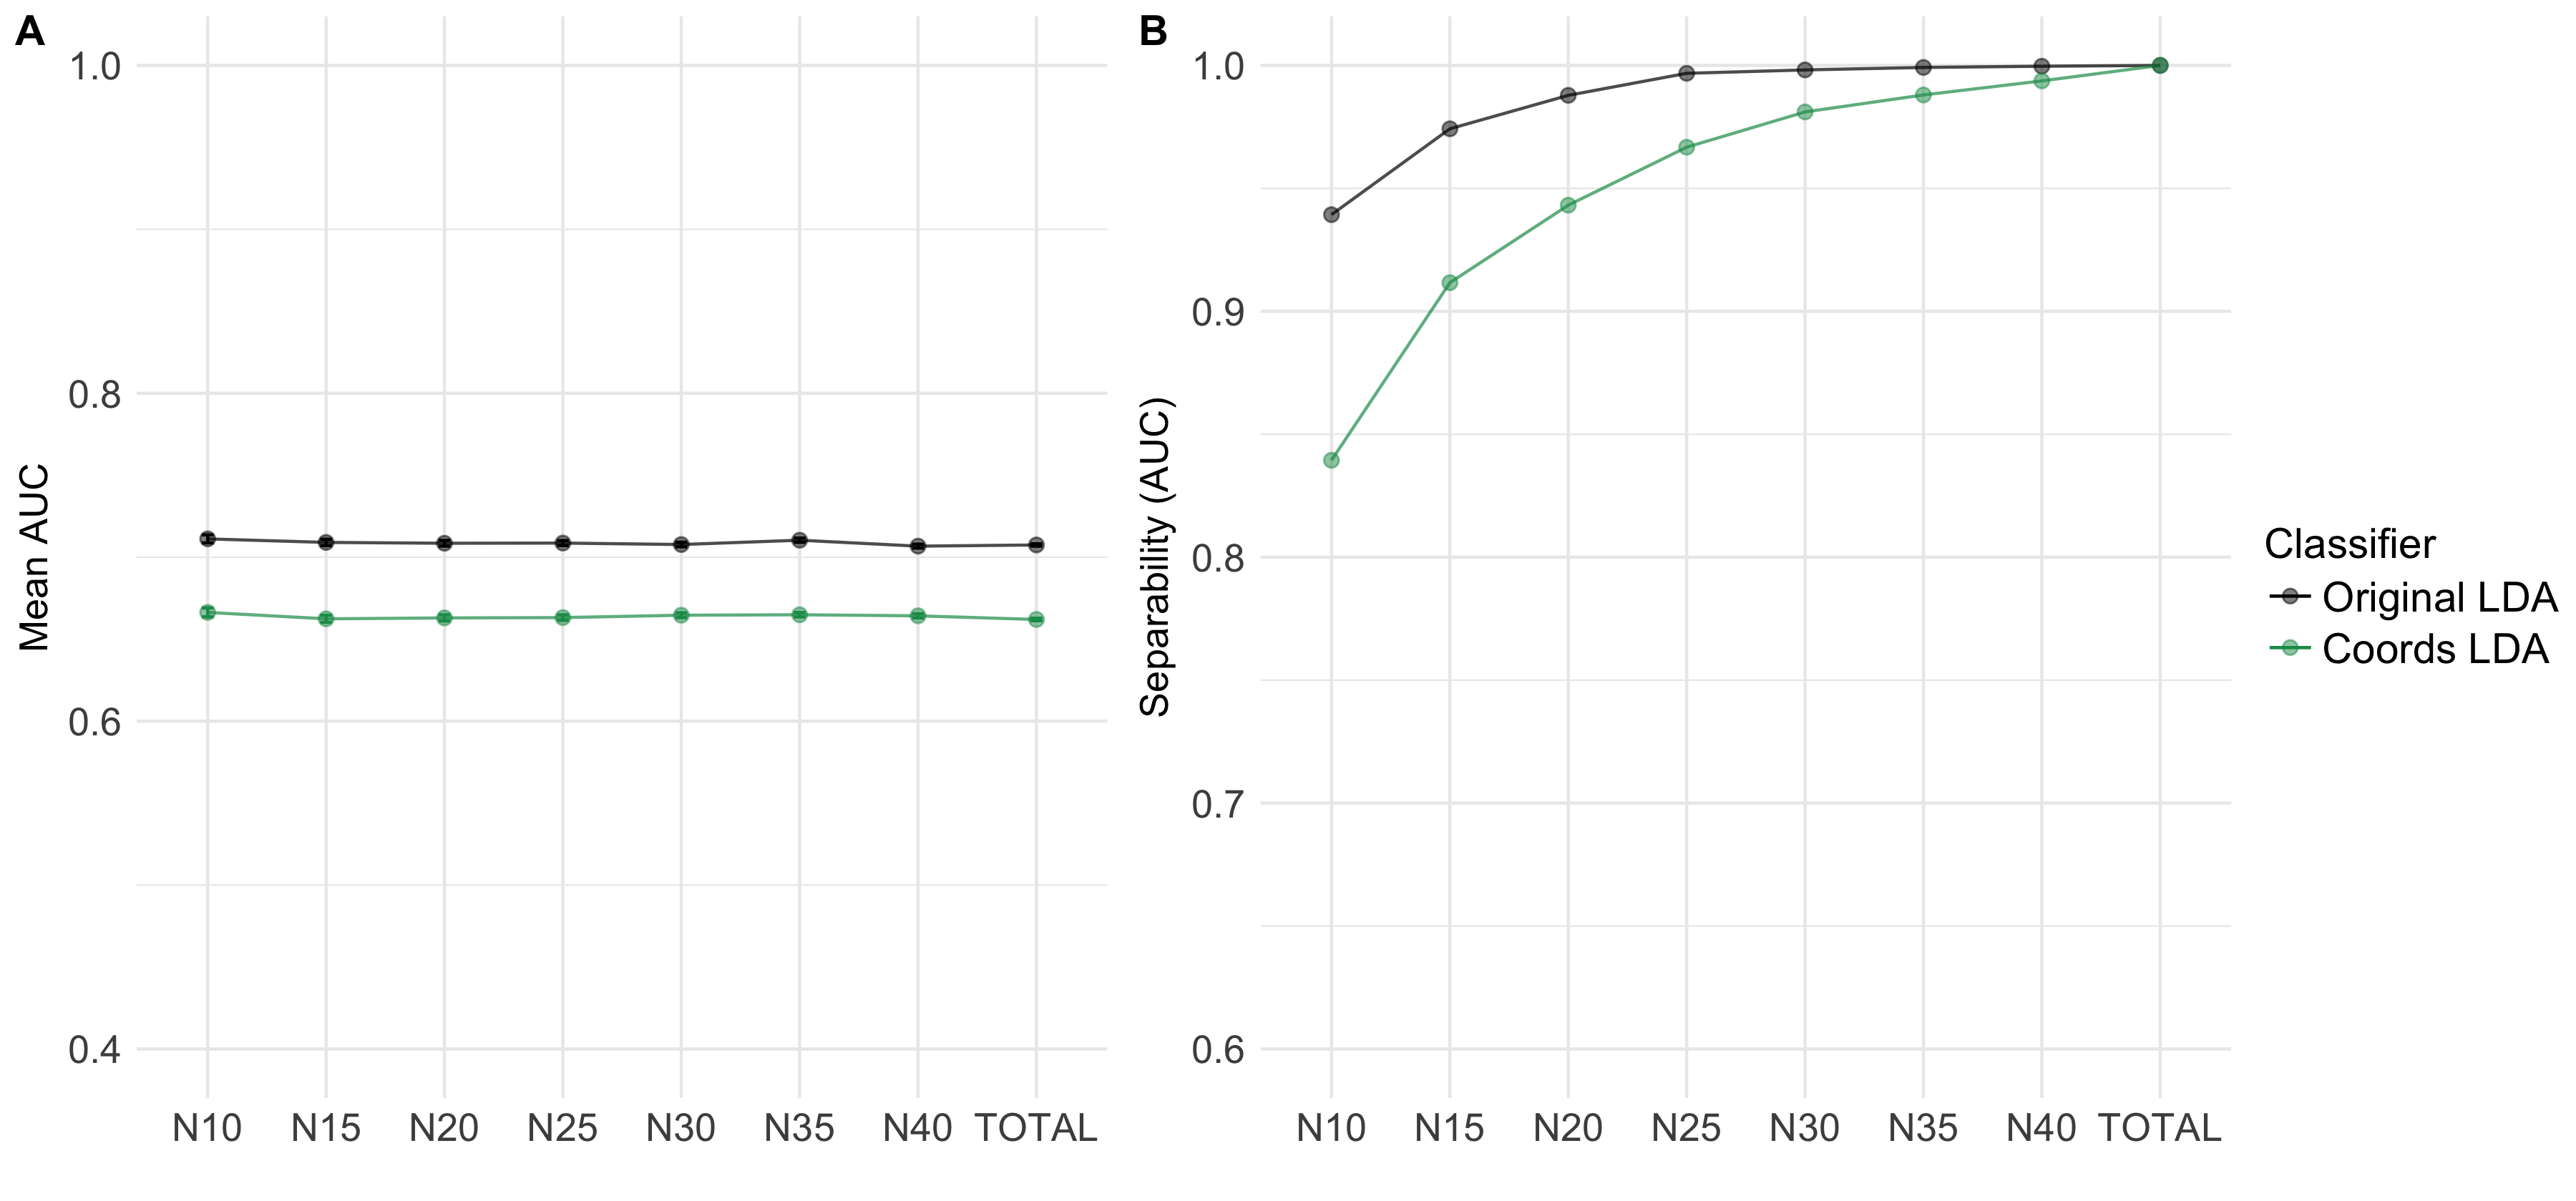 A
1.0
0.8
0.6
0.4
Mean AUC
N10 N15 N20 N25 N30 N35 N40 TOTAL
B
1.0
0.9
0.8
0.7
0.6
Separability (AUC)
N10 N15 N20 N25 N30 N35 N40 TOTAL
Classifier
Original LDA
Coords LDA